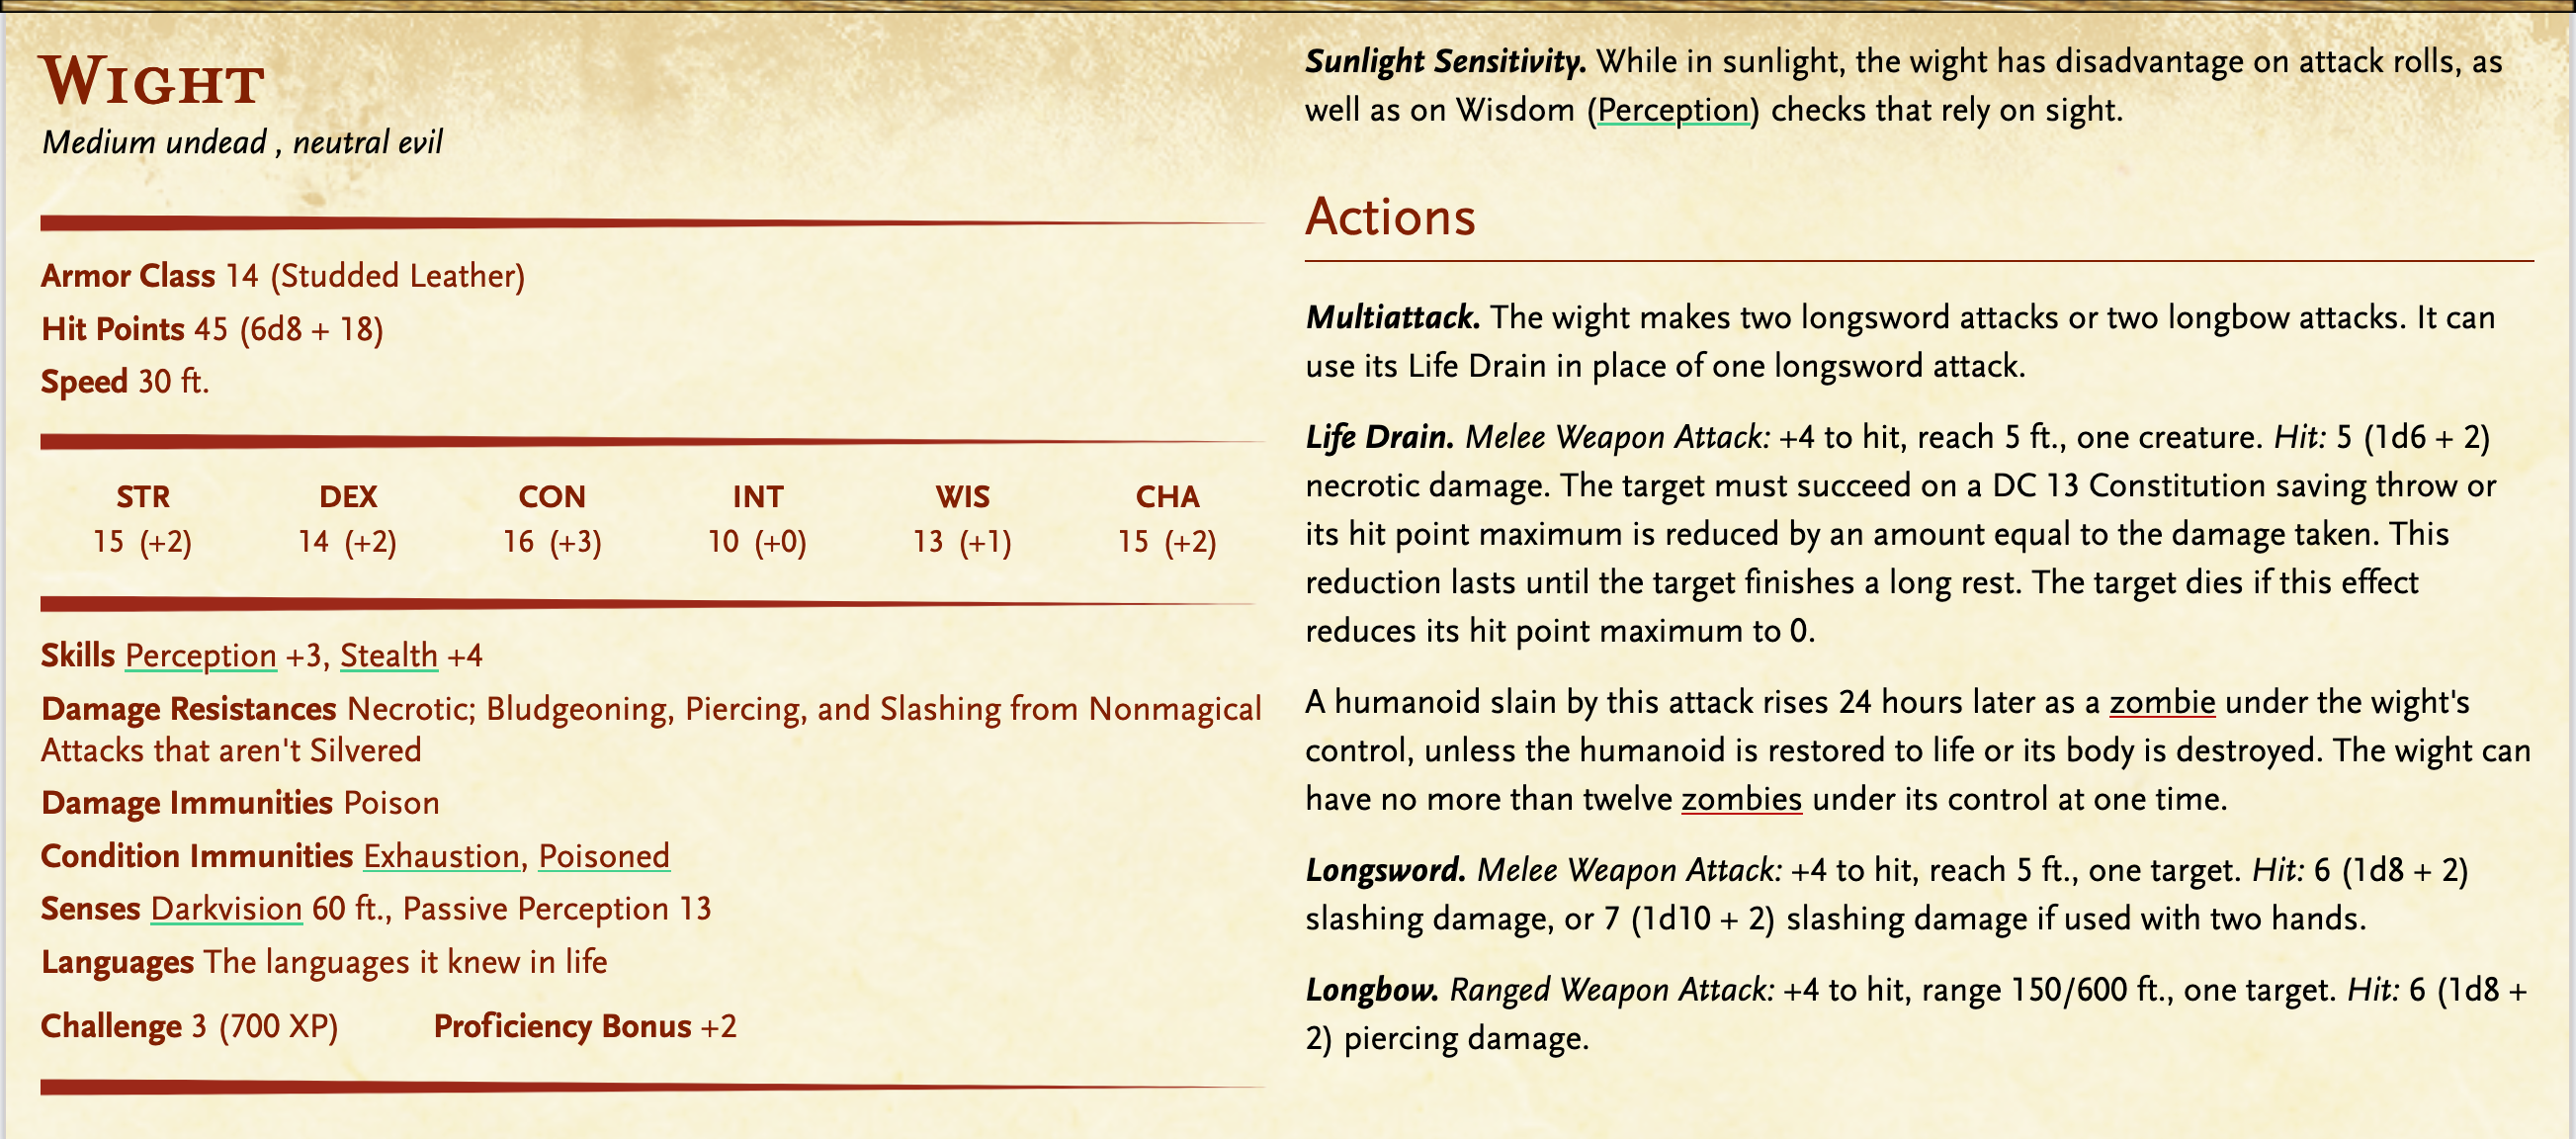 Wight
Medium undead , neutral evil
Armor Class 14 (Studded Leather)
Hit Points 45 (6d8 + 18)
Speed 30 ft.
STR DEX CON INT WIS CHA
15 (+2) 14 (+2) 16 (+3) 10 (+0) 13 (+1) 15 (+2)
Skills Perception +3, Stealth +4
Damage Resistances Necrotic; Bludgeoning, Piercing, and Slashing from Nonmagical
Attacks that aren't Silvered
Damage Immunities Poison
Condition Immunities Exhaustion, Poisoned
Senses Darkvision 60 ft., Passive Perception 13
Languages The languages it knew in life
Challenge 3 (700 XP) Proficiency Bonus +2
Sunlight Sensitivity. While in sunlight, the wight has disadvantage on attack rolls, as
well as on Wisdom (Perception) checks that rely on sight.
Actions
Multiattack. The wight makes two longsword attacks or two longbow attacks. It can
use its Life Drain in place of one longsword attack.
Life Drain. Melee Weapon Attack: +4 to hit, reach 5 ft., one creature. Hit: 5 (1d6 + 2)
necrotic damage. The target must succeed on a DC 13 Constitution saving throw or
its hit point maximum is reduced by an amount equal to the damage taken. This
reduction lasts until the target finishes a long rest. The target dies if this effect
reduces its hit point maximum to 0.
A humanoid slain by this attack rises 24 hours later as a zombie under the wight's
control, unless the humanoid is restored to life or its body is destroyed. The wight can
have no more than twelve zombies under its control at one time.
Longsword. Melee Weapon Attack: +4 to hit, reach 5 ft., one target. Hit: 6 (1d8 + 2)
slashing damage, or 7 (1d10 + 2) slashing damage if used with two hands.
Longbow. Ranged Weapon Attack: +4 to hit, range 150/600 ft., one target. Hit: 6 (1d8 +
2) piercing damage.